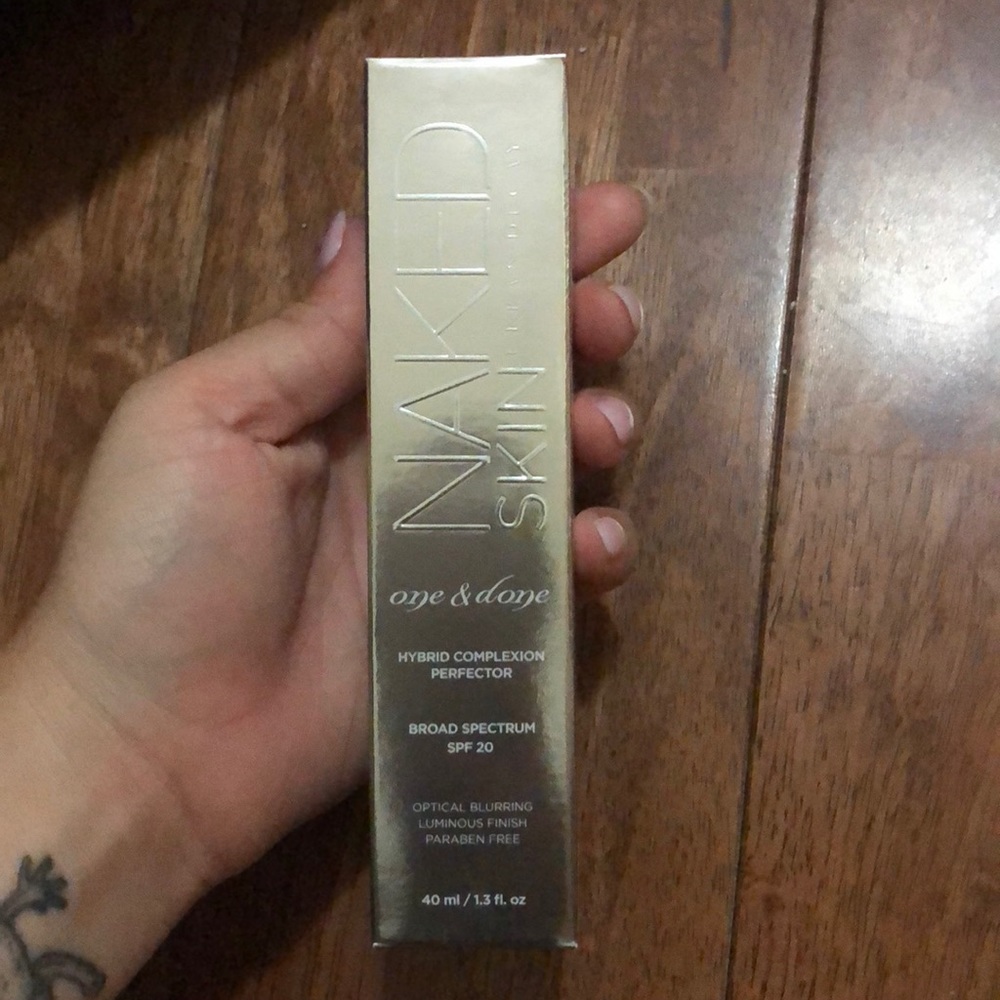 NAKED
SKIN
one & done
HYBRID COMPLEXION
PERFECTOR
BROAD SPECTRUM
SPF 20
OPTICAL BLURRING
LUMINOUS FINISH
PARABEN FREE
40 ml / 1.3 fl. oz